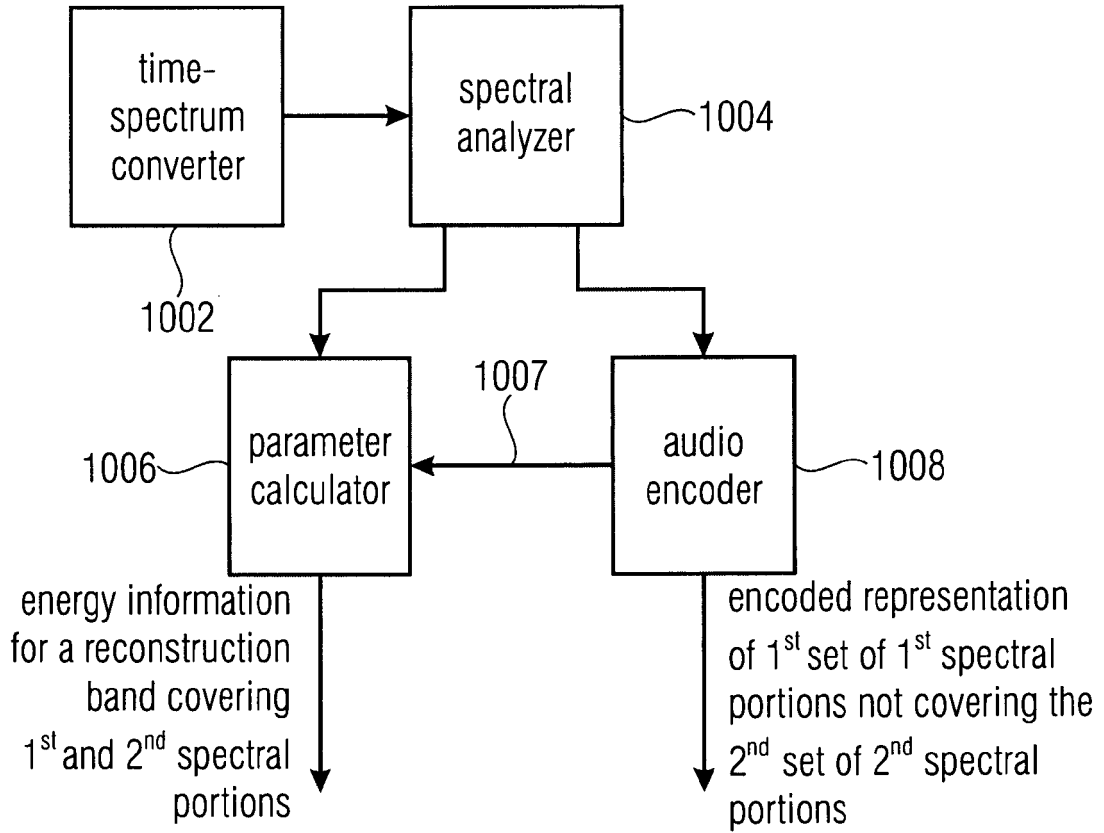 time-
spectrum
converter
spectral
analyzer
1004
1002
1007
parameter
calculator
1006
audio
encoder
1008
energy information
for a reconstruction
band covering
1st and 2nd spectral
portions
encoded representation
of 1st set of 1st spectral
portions not covering the
2nd set of 2nd spectral
portions